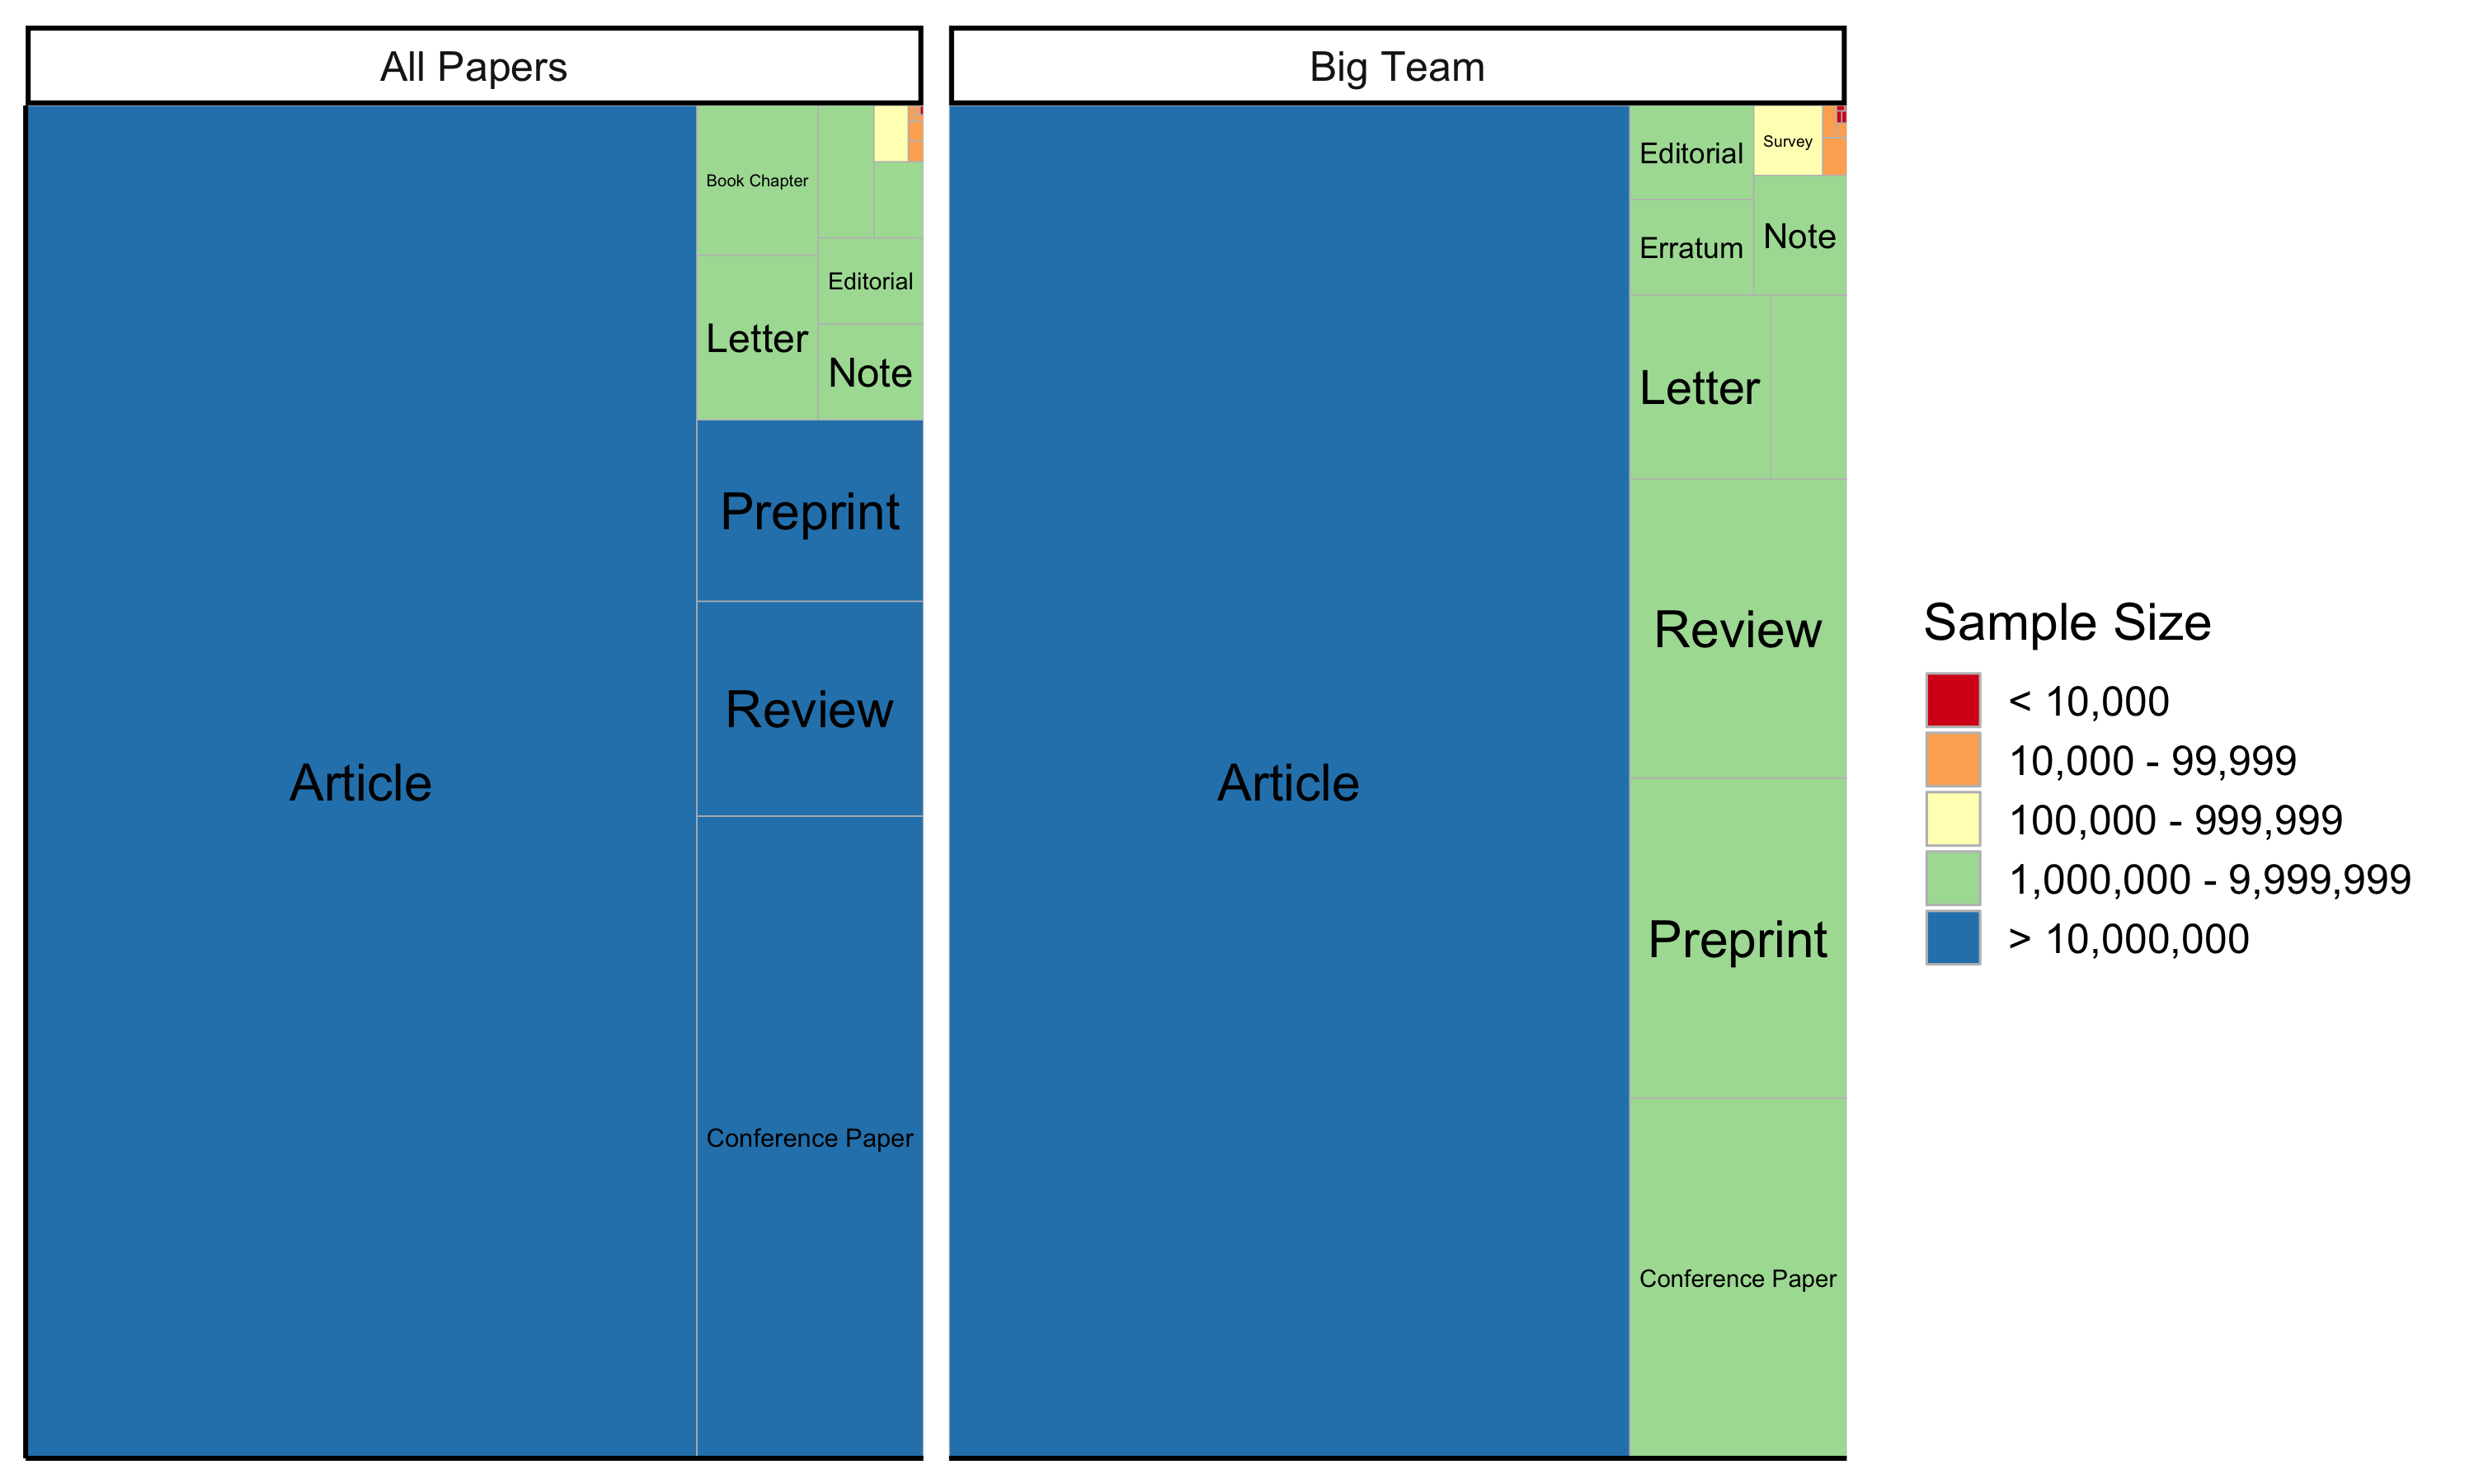 All Papers
Big Team
Book Chapter
Letter
Editorial
Note
Preprint
Review
Article
Conference Paper
Editorial
Survey
Erratum
Note
Letter
Review
Article
Preprint
Conference Paper
Sample Size
< 10,000
10,000 - 99,999
100,000 - 999,999
1,000,000 - 9,999,999
> 10,000,000